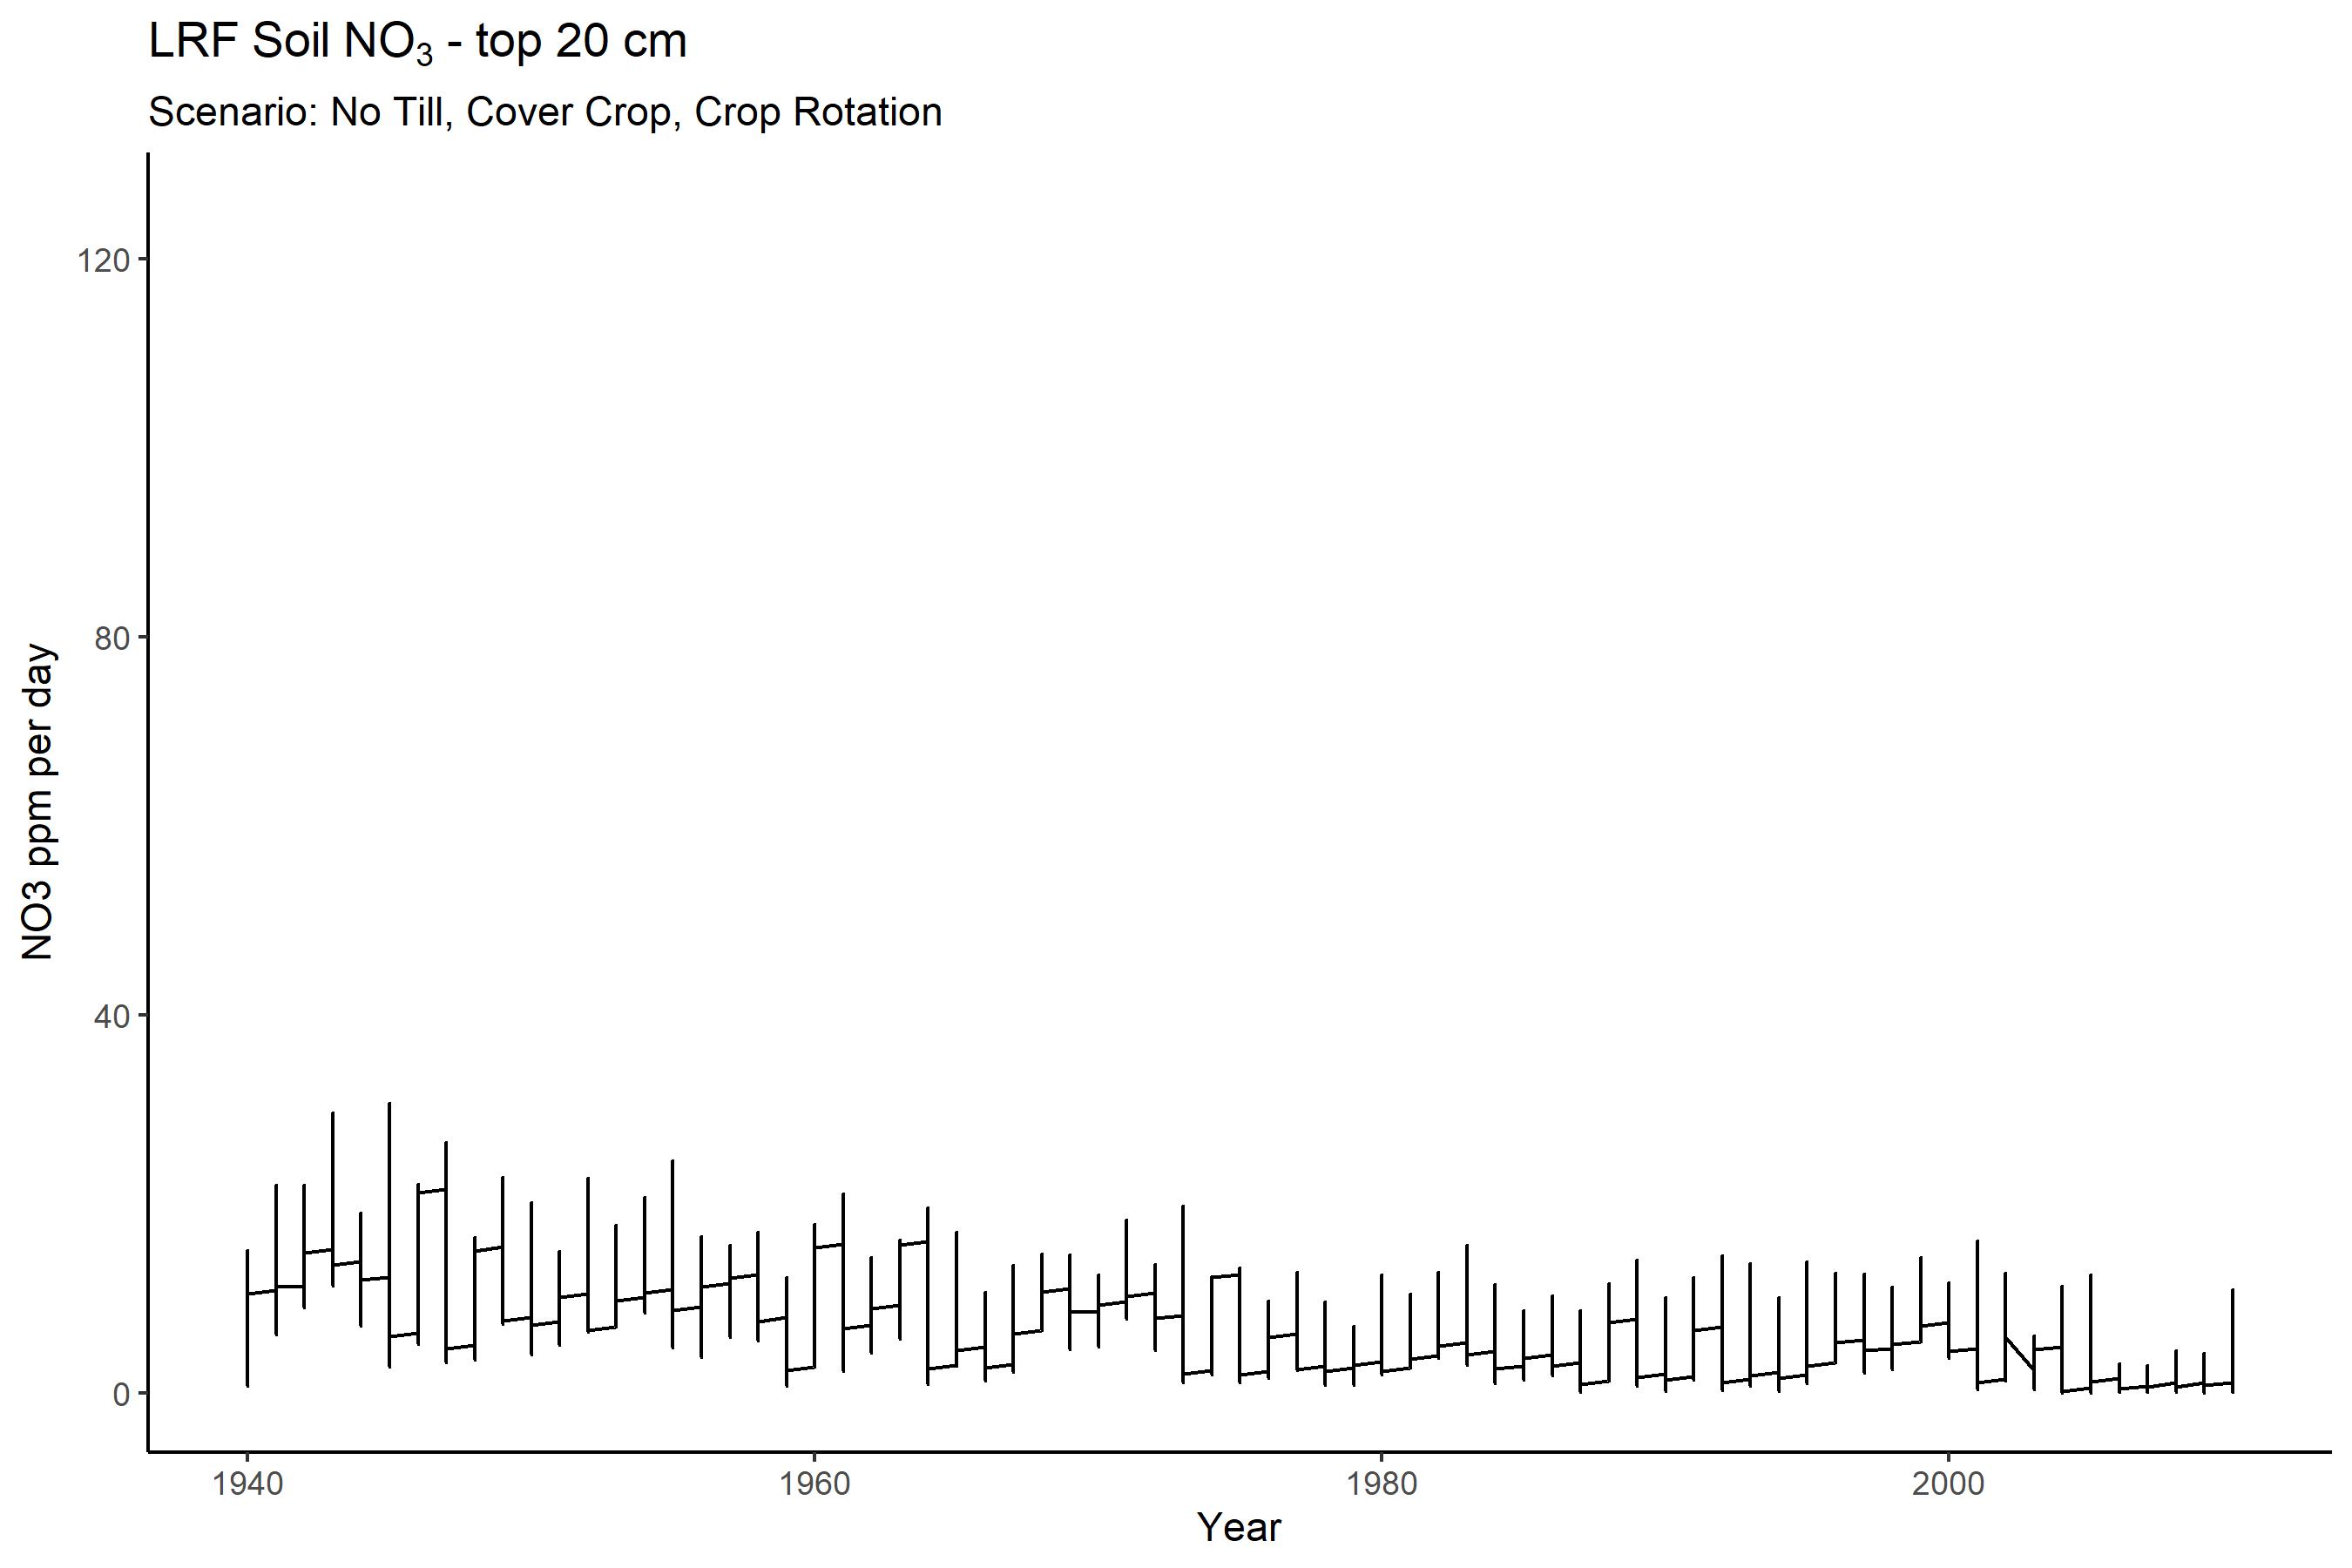 LRF Soil NO₃ - top 20 cm
Scenario: No Till, Cover Crop, Crop Rotation
120
80
40
0
NO3 ppm per day
1940 1960 1980 2000
Year